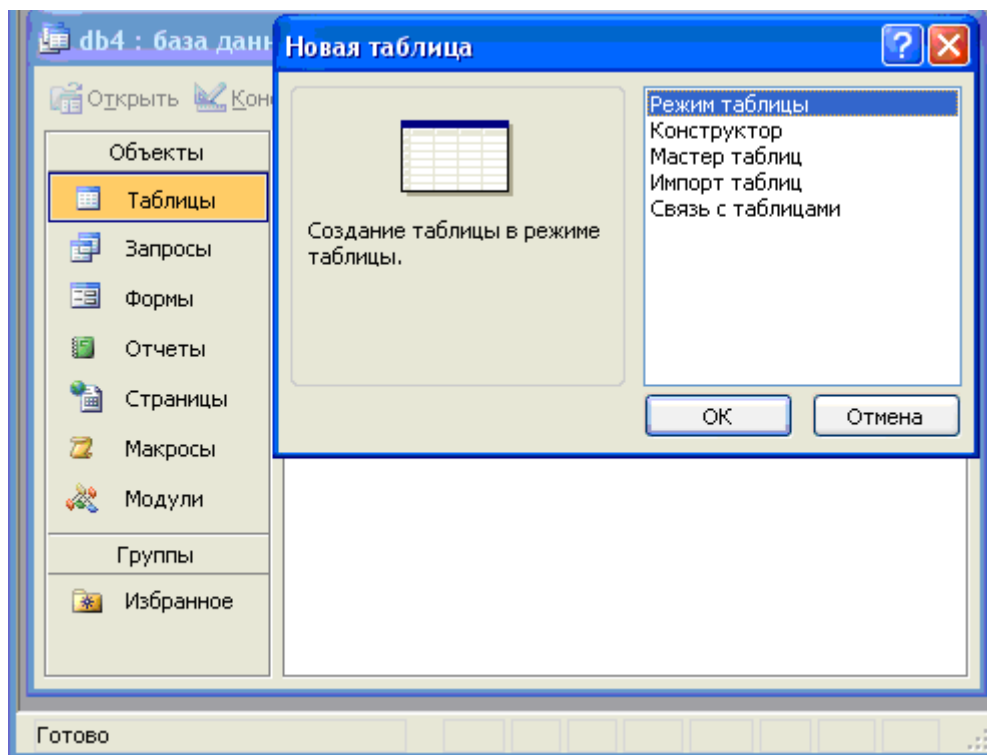 db4 : база данн
Новая таблица
Открыть
Кон
Объекты
Таблицы
Запросы
Формы
Отчеты
Страницы
Макросы
Модули
Группы
Избранное
Создание таблицы в режиме
таблицы.
Режим таблицы
Конструктор
Мастер таблиц
Импорт таблиц
Связь с таблицами
ОК
Отмена
Готово